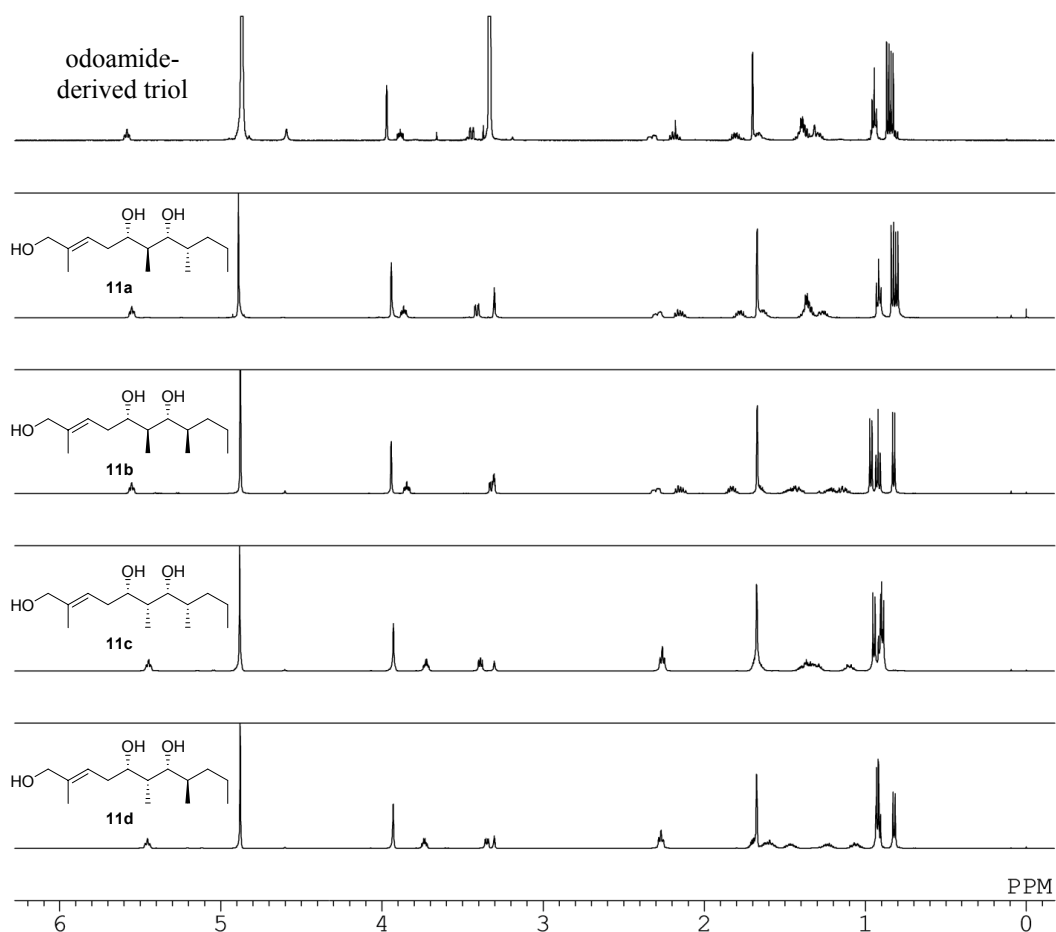 odoamide-
derived triol
OH OH
HO
11a
OH OH
HO
11b
OH OH
HO
11c
OH OH
HO
11d
PPM
6 5 4 3 2 1 0